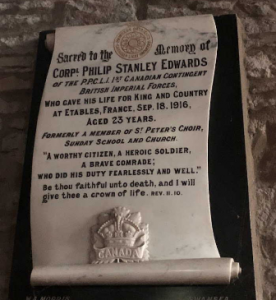 Sacred to the Memory of
CORPL PHILIP STANLEY EDWARDS
OF THE P.P.C.L.I. 1ST CANADIAN CONTINGENT
BRITISH IMPERIAL FORCES,
WHO GAVE HIS LIFE FOR KING AND COUNTRY
AT ETABLES, FRANCE, SEP. 18. 1916,
AGED 23 YEARS.
FORMERLY A MEMBER OF ST PETER'S CHOIR,
SUNDAY SCHOOL AND CHURCH.
"A WORTHY CITIZEN, A HEROIC SOLDIER,
A BRAVE COMRADE;
WHO DID HIS DUTY FEARLESSLY AND WELL."
Be thou faithful unto death, and I will
give thee a crown of life. REV. II. 10.
CANADA